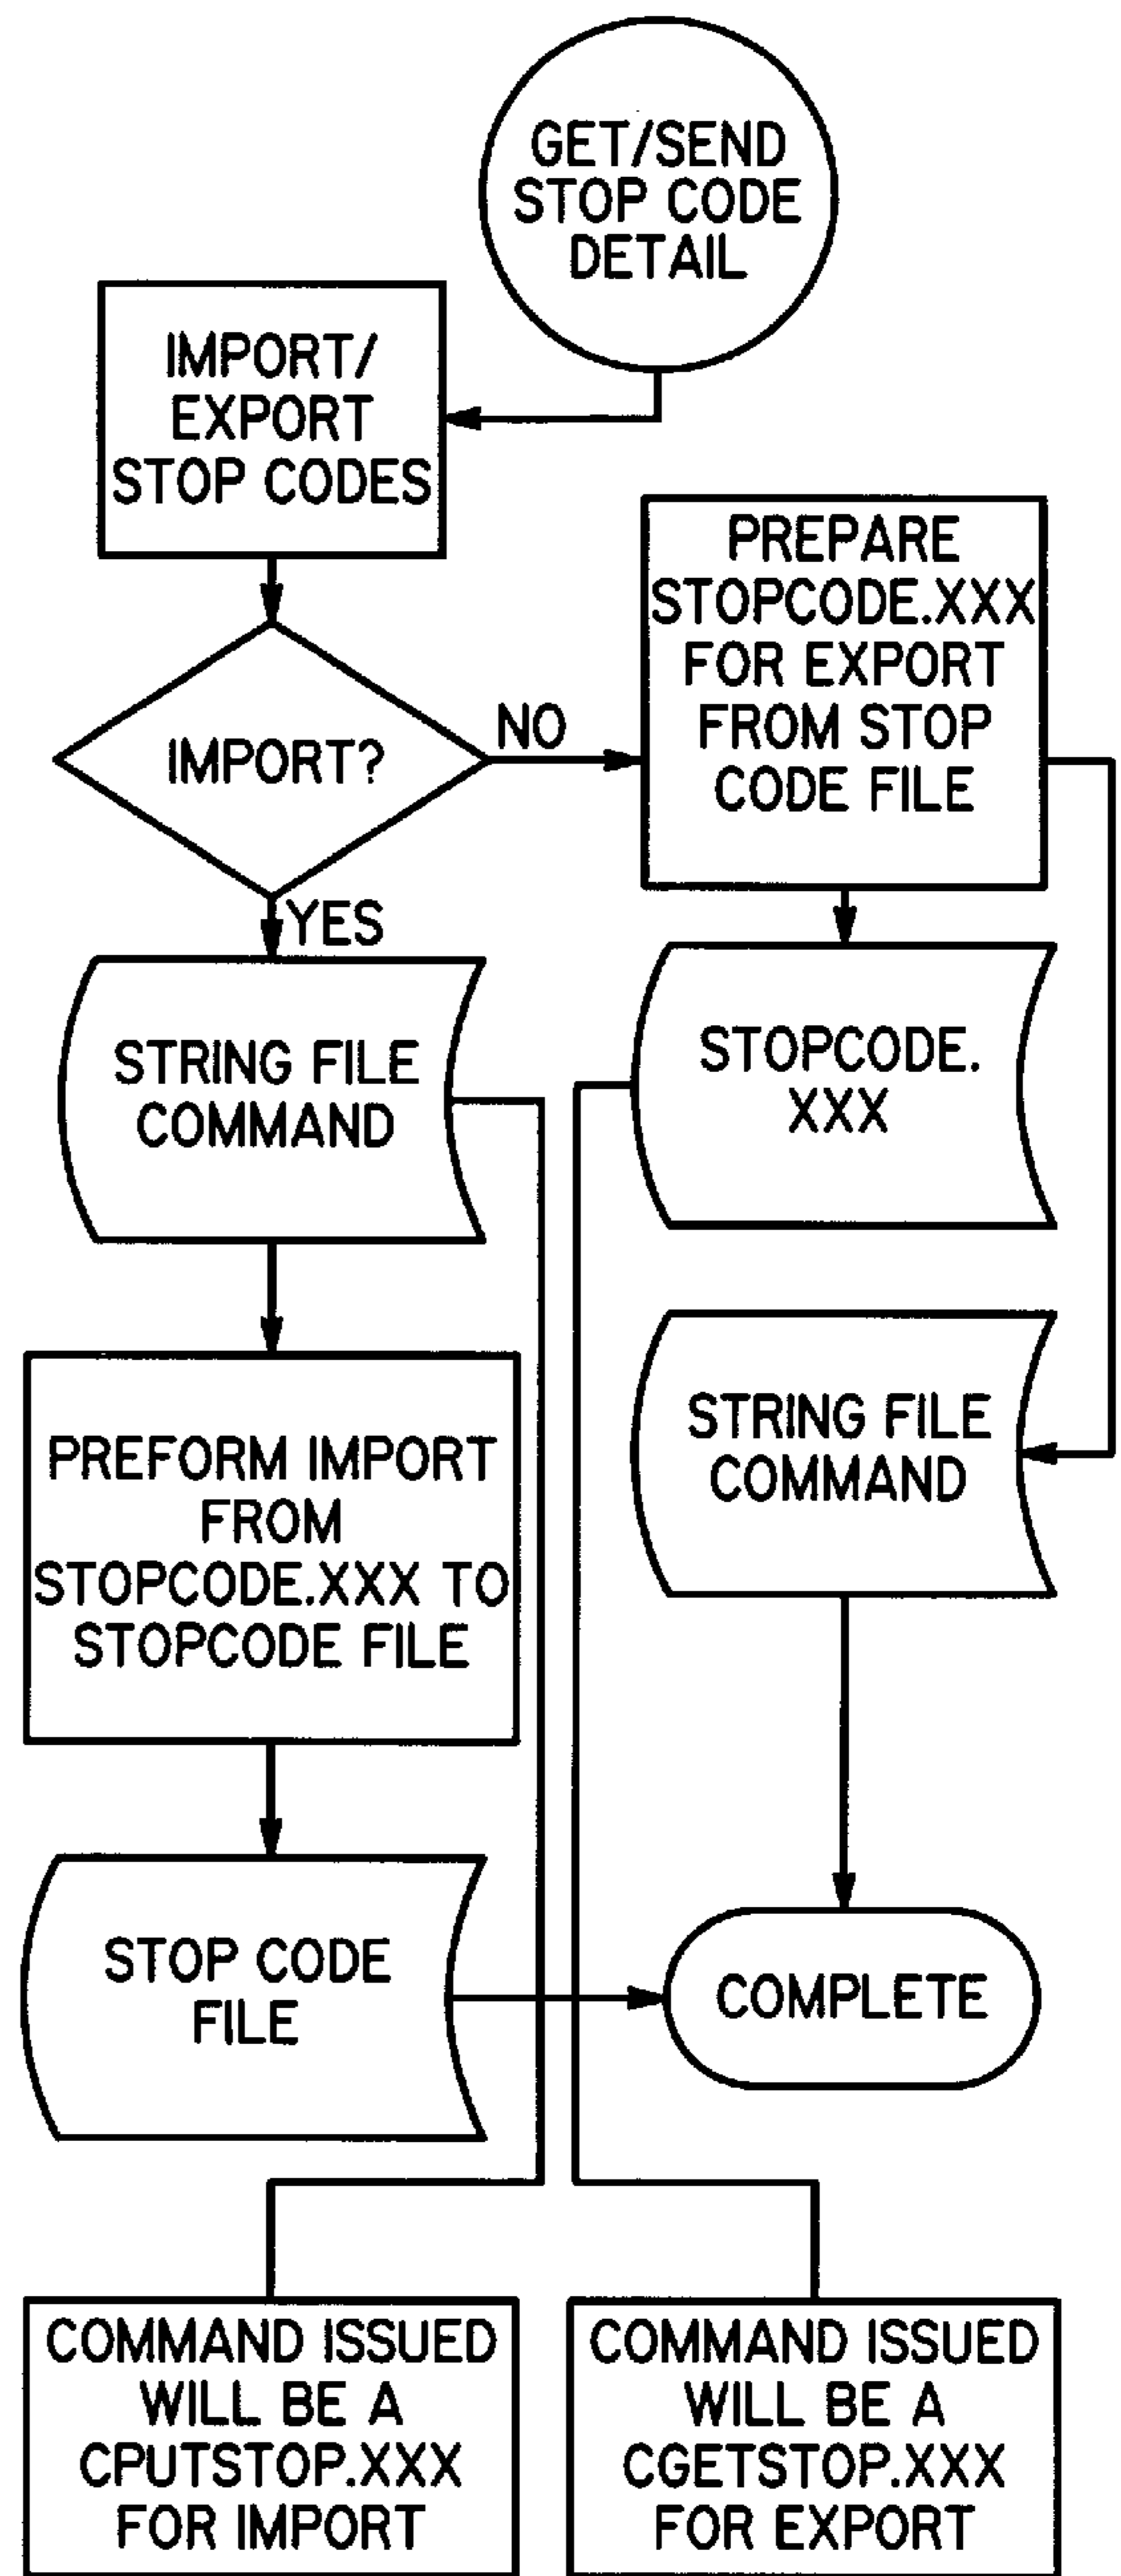 GET/SEND
STOP CODE
DETAIL
IMPORT/
EXPORT
STOP CODES
IMPORT?
NO
YES
PREPARE
STOPCODE.XXX
FOR EXPORT
FROM STOP
CODE FILE
STRING FILE
COMMAND
STOPCODE.
XXX
STRING FILE
COMMAND
PREFORM IMPORT
FROM
STOPCODE.XXX TO
STOPCODE FILE
STOP CODE
FILE
COMPLETE
COMMAND ISSUED
WILL BE A
CPUTSTOP.XXX
FOR IMPORT
COMMAND ISSUED
WILL BE A
CGETSTOP.XXX
FOR EXPORT